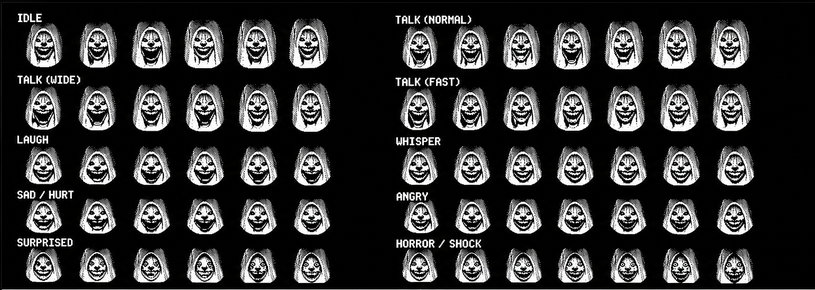 IDLE
TALK (NORMAL)
TALK (WIDE)
TALK (FAST)
LAUGH
WHISPER
SAD / HURT
ANGRY
SURPRISED
HORROR / SHOCK